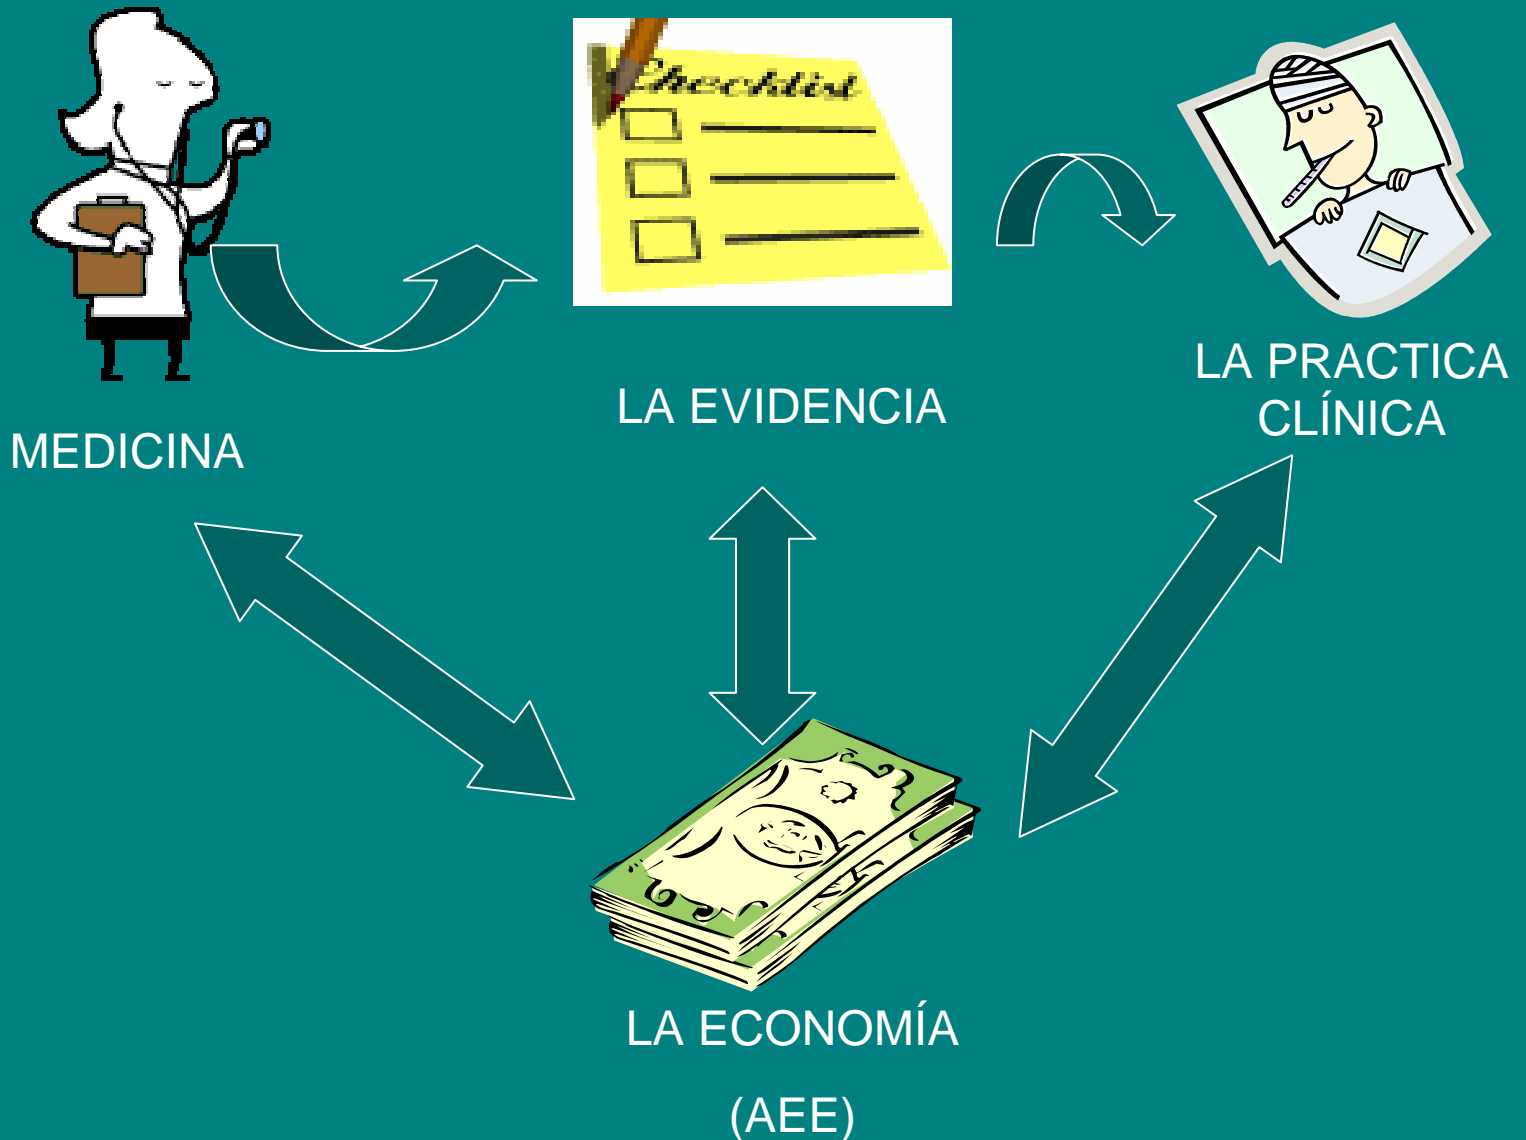 Checklist
MEDICINA
LA EVIDENCIA
LA PRACTICA
CLÍNICA
LA ECONOMÍA
(AEE)